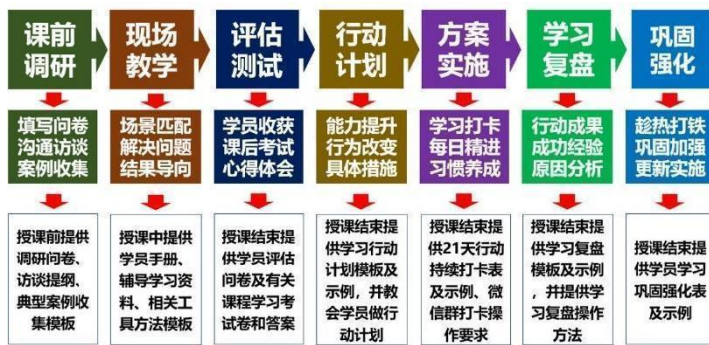 课前
调研
现场
教学
评估
测试
行动
计划
方案
实施
学习
复盘
巩固
强化
填写问卷
沟通访谈
案例收集
场景匹配
解决问题
结果导向
学员收获
课后考试
心得体会
能力提升
行为改变
具体措施
学习打卡
每日精进
习惯养成
行动成果
成功经验
原因分析
趁热打铁
巩固加强
更新实施
授课前提供
调研问卷、
访谈提纲、
典型案例收
集模板
授课中提供
学员手册、
辅导学习资
料、相关工
具方法模板
授课结束提
供学员评估
问卷及有关
课程学习考
试卷和答案
授课结束提
供学习行动
计划模板及
示例，并教
会学员做行
动计划
授课结束提
供21天行动
持续打卡表
及示例、微
信群打卡操
作要求
授课结束提
供学习复盘
模板及示例
，并提供学
习复盘操作
方法
授课结束提
供学员学习
巩固强化表
及示例